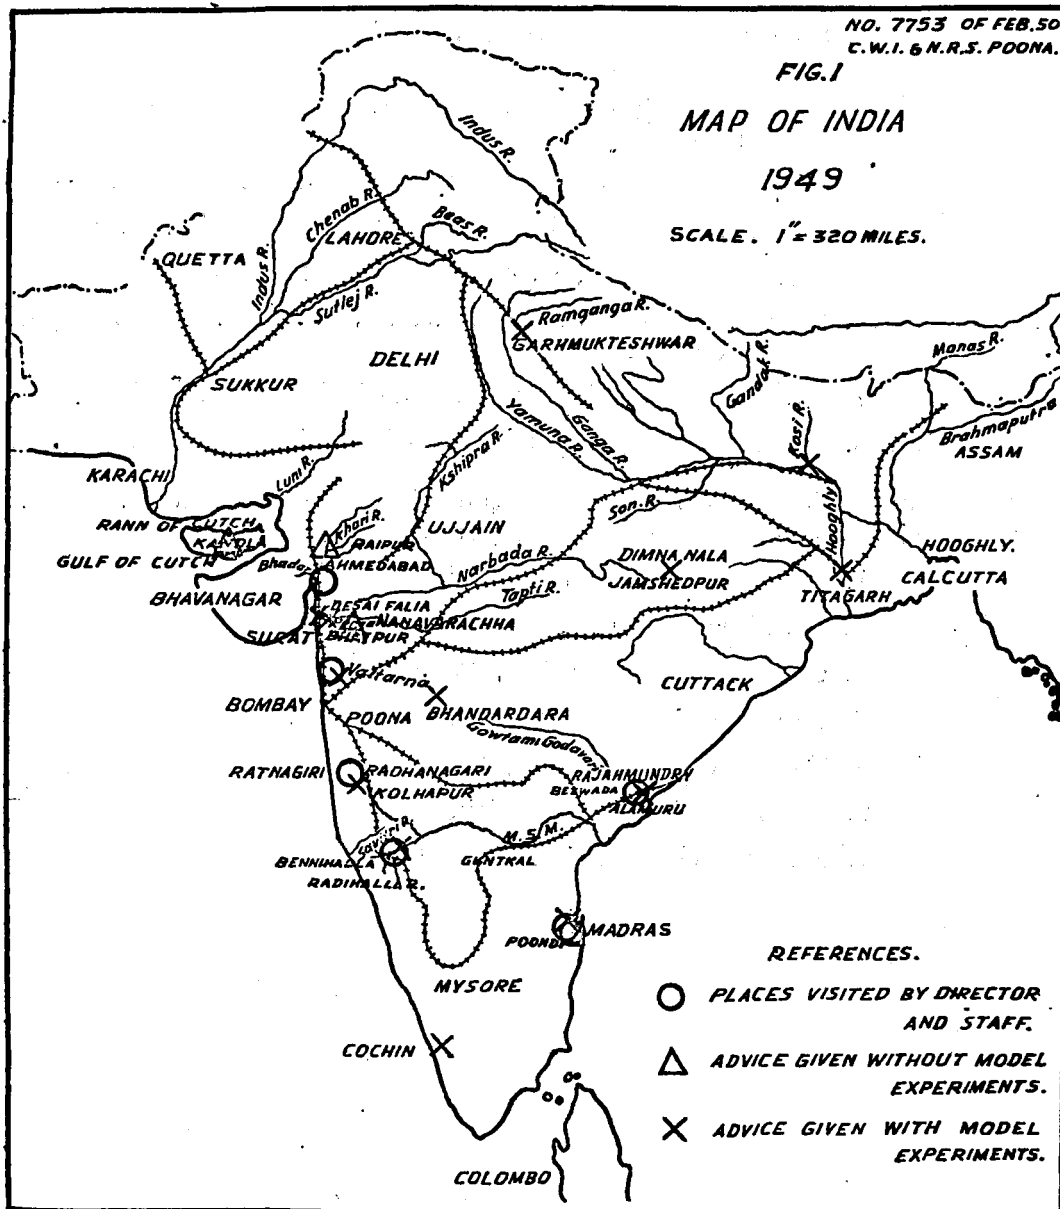 NO. 7753 OF FEB.50
C.W.I. & N.R.S. POONA.
FIG.I
MAP OF INDIA
1949
SCALE. 1"= 320 MILES.
Indus R.
Chenab R.
LAHORE
Beas R.
QUETTA
Indus R.
Sutlej R.
Ramganga R.
GARHMUKTESHWAR
DELHI
SUKKUR
Manas R.
Gandak R.
Yamuna R.
Ganga R.
Kosi R.
Brahmaputra
ASSAM
KARACHI
Luni R.
Kshipra R.
Son. R.
RANN OF CUTCH
KANDLA
Khari R.
UJJAIN
RAIPUR
Hooghly
GULF OF CUTCH
Bhadar
AHMEDABAD
Narbada R.
DIMNA NALA
HOOGHLY.
JAMSHEDPUR
CALCUTTA
BHAVANAGAR
Tapti R.
TITAGARH
DESAI FALIA
NANAVARACHHA
SURAT
BHATPUR
Vaitarna
CUTTACK
BOMBAY
POONA
BHANDARDARA
Gowtami Godavari
RATNAGIRI
RADHANAGARI
RAJAHMUNDRY
KOLHAPUR
BEZWADA
ALAMURU
M.S.M.
BENNIHALLA
GUNTKAL
RADIHALLA R.
POONDI
MADRAS
MYSORE
COCHIN
COLOMBO
REFERENCES.
PLACES VISITED BY DIRECTOR
AND STAFF.
ADVICE GIVEN WITHOUT MODEL
EXPERIMENTS.
ADVICE GIVEN WITH MODEL
EXPERIMENTS.